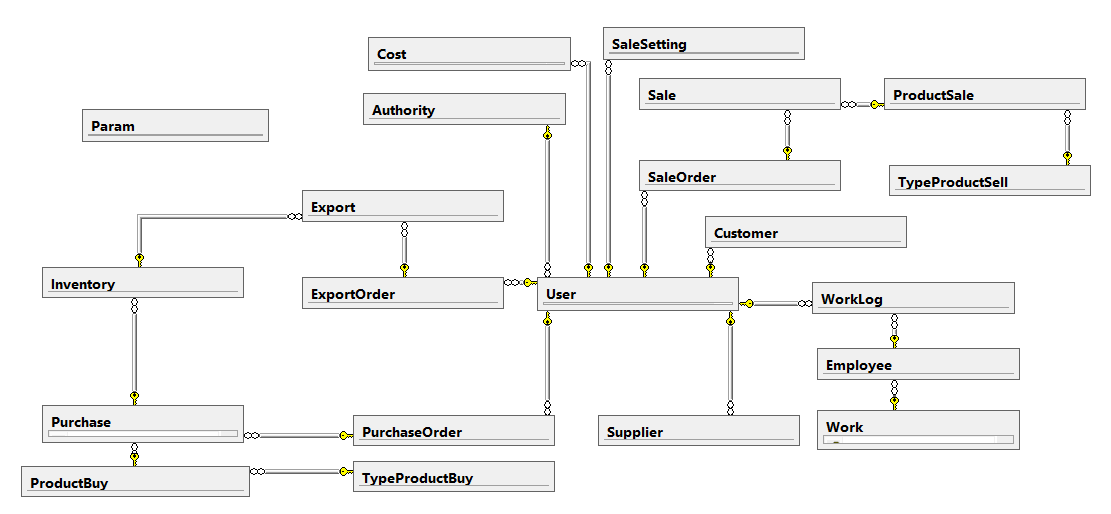 SaleSetting
Cost
Sale
ProductSale
Authority
Param
SaleOrder
TypeProductSell
Export
Customer
Inventory
ExportOrder
User
WorkLog
Employee
Purchase
PurchaseOrder
Supplier
Work
ProductBuy
TypeProductBuy